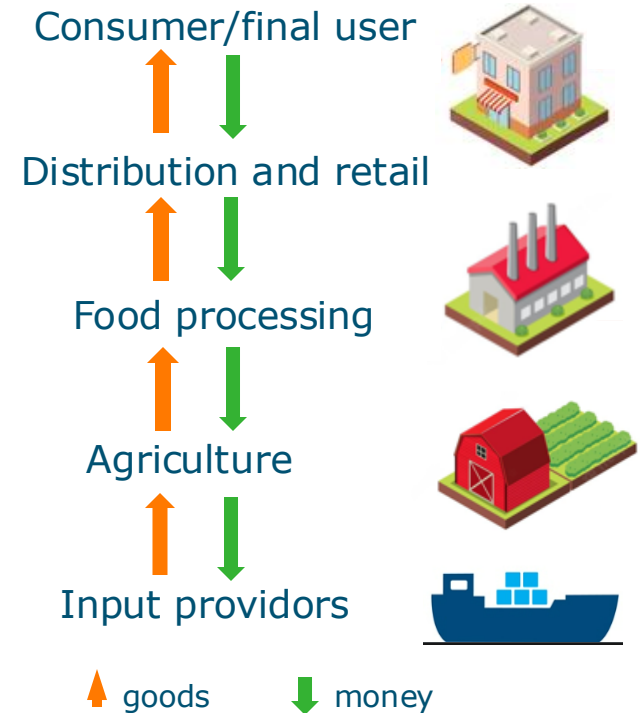 Consumer/final user
Distribution and retail
Food processing
Agriculture
Input providors
goods money